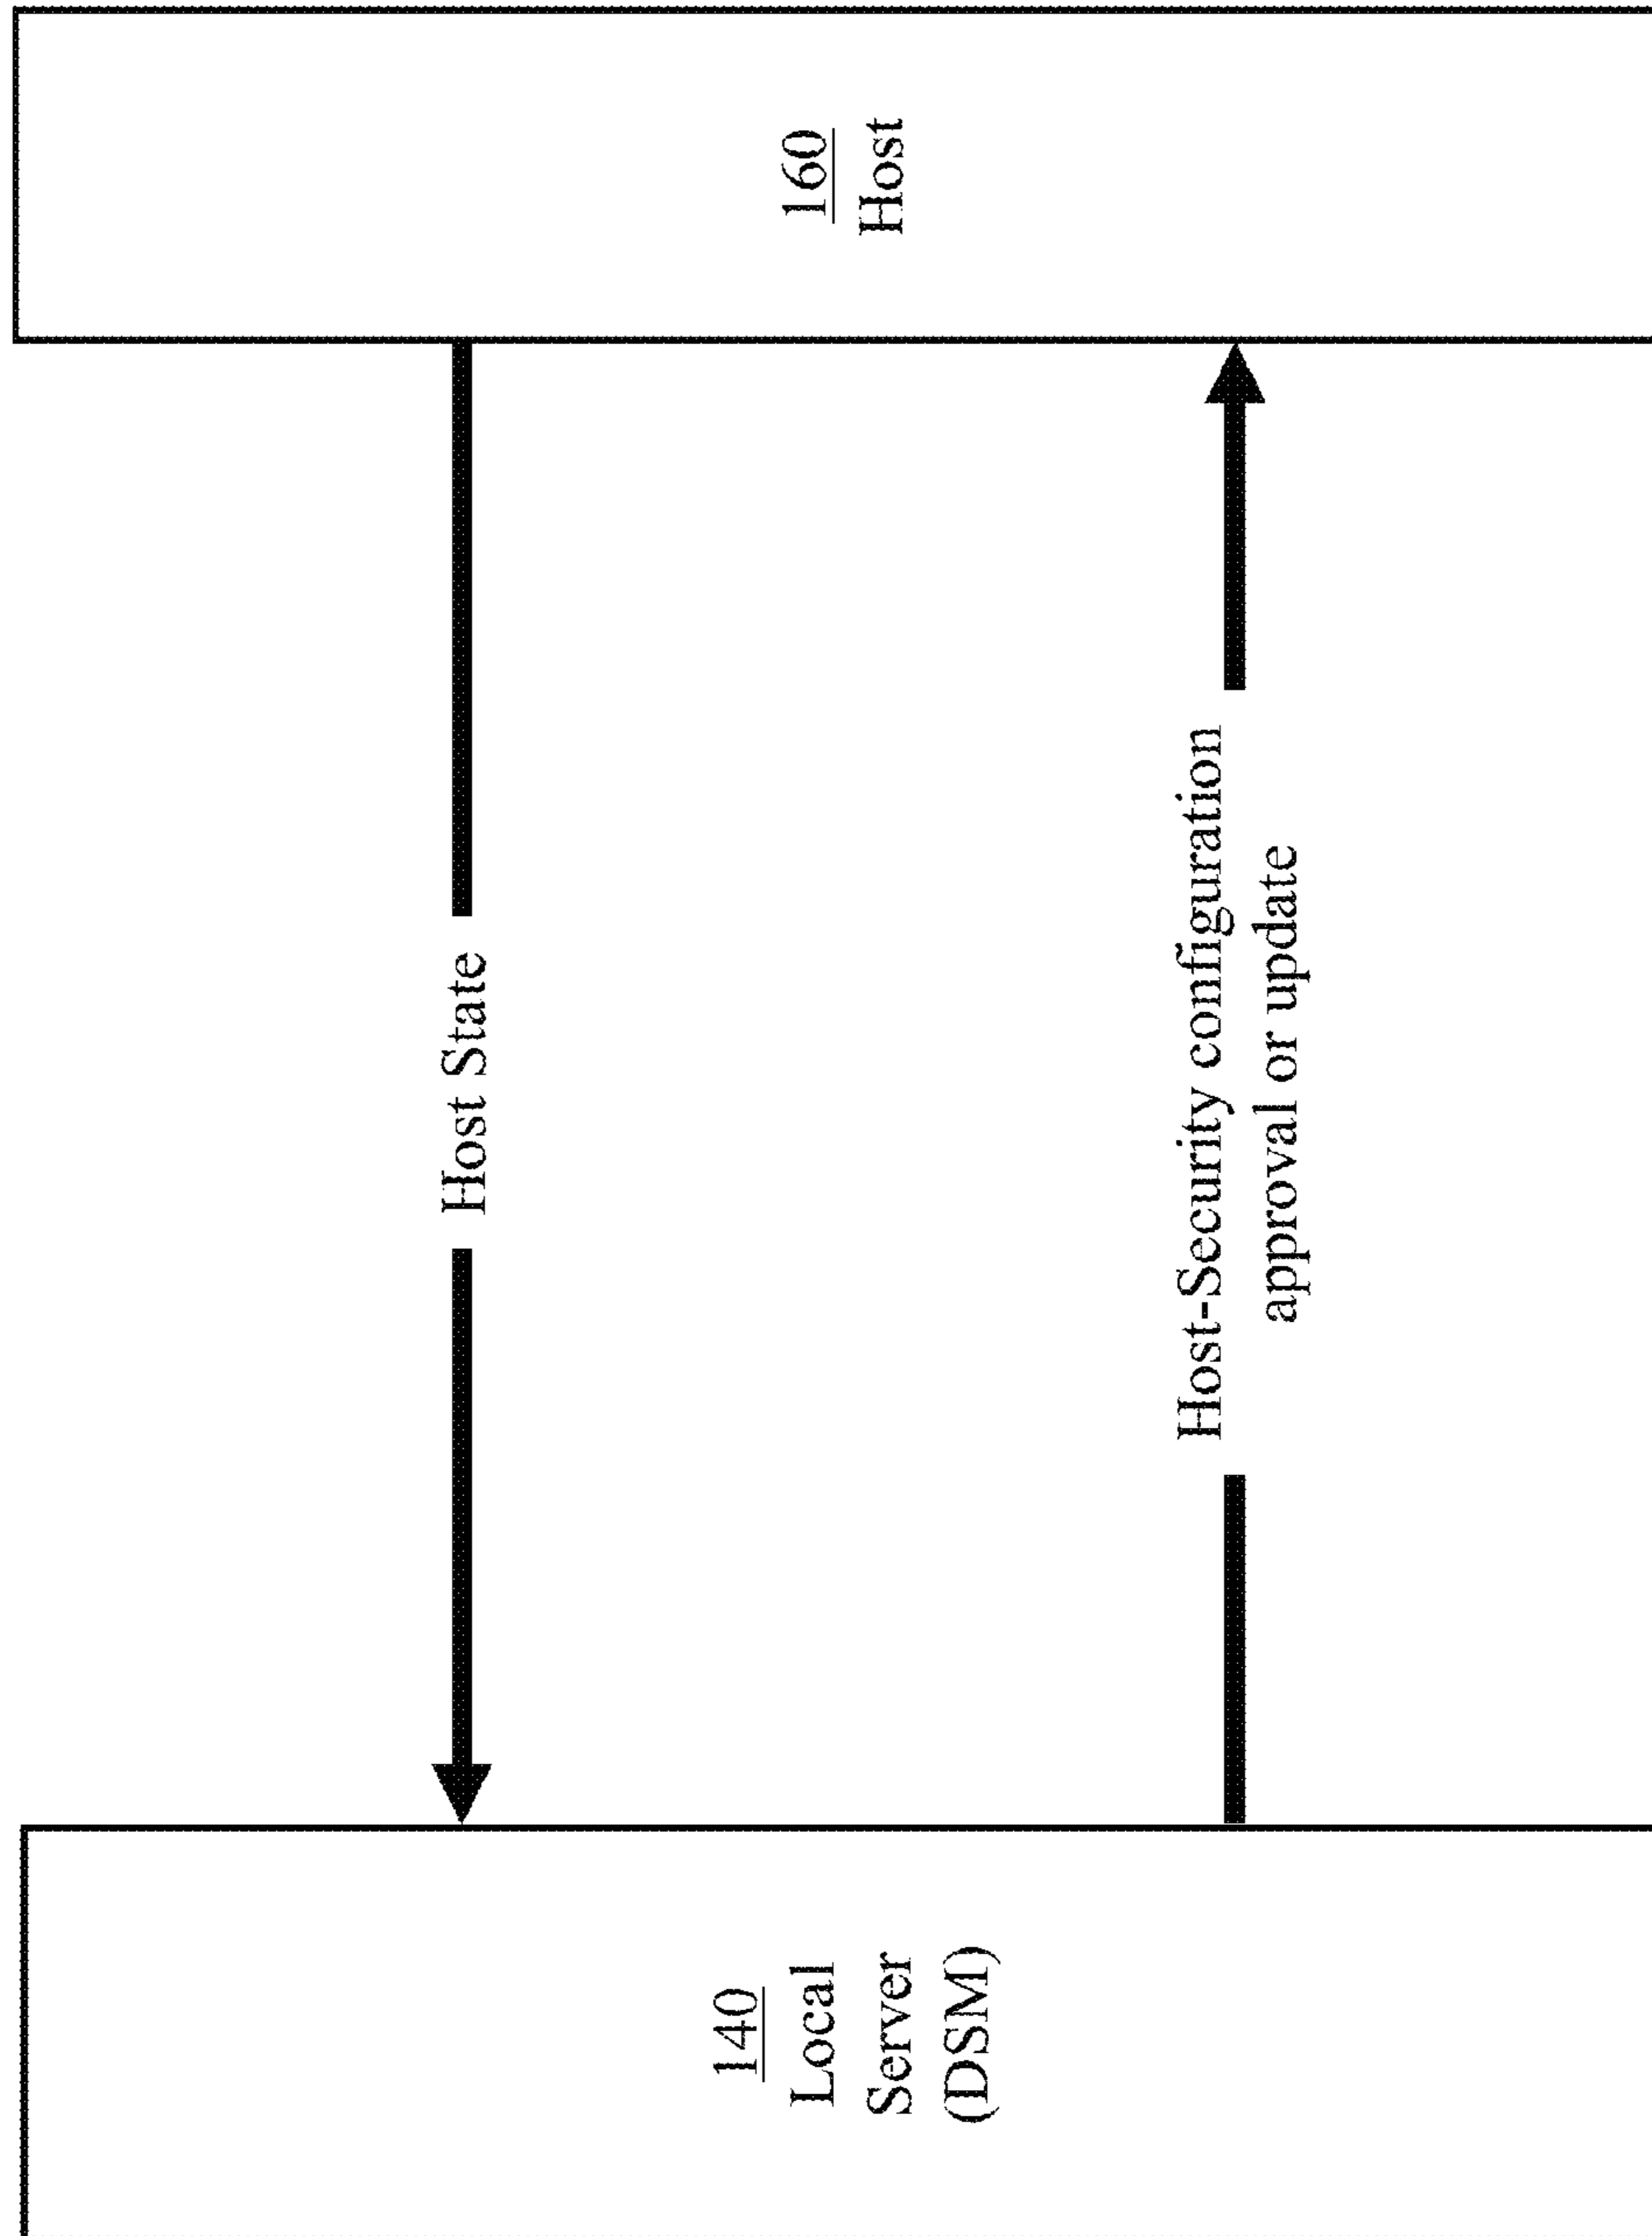 140
Local
Server
(DSM)
Host State
Host-Security configuration
approval or update
160
Host